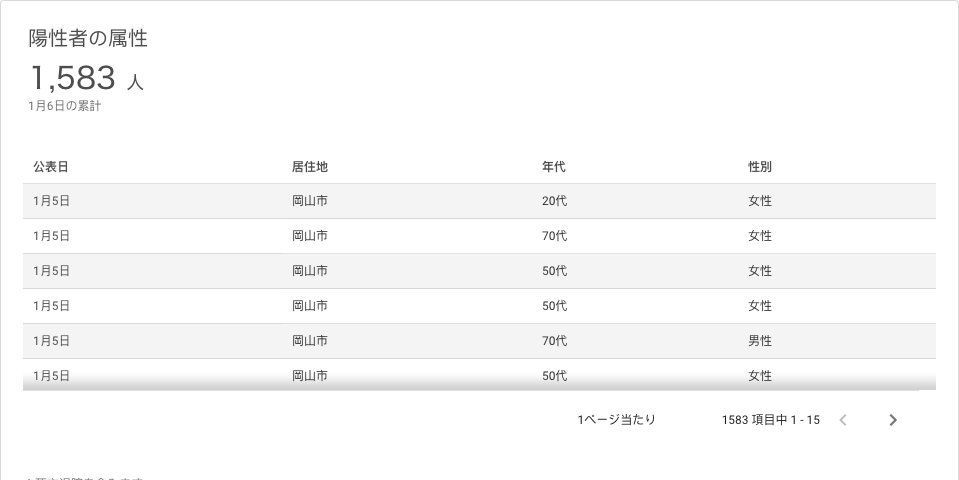 陽性者の属性
1,583 人
1月6日の累計
公表日 居住地 年代 性別
1月5日 岡山市 20代 女性
1月5日 岡山市 70代 女性
1月5日 岡山市 50代 女性
1月5日 岡山市 50代 女性
1月5日 岡山市 70代 男性
1月5日 岡山市 50代 女性
1ページ当たり 1583 項目中 1 - 15